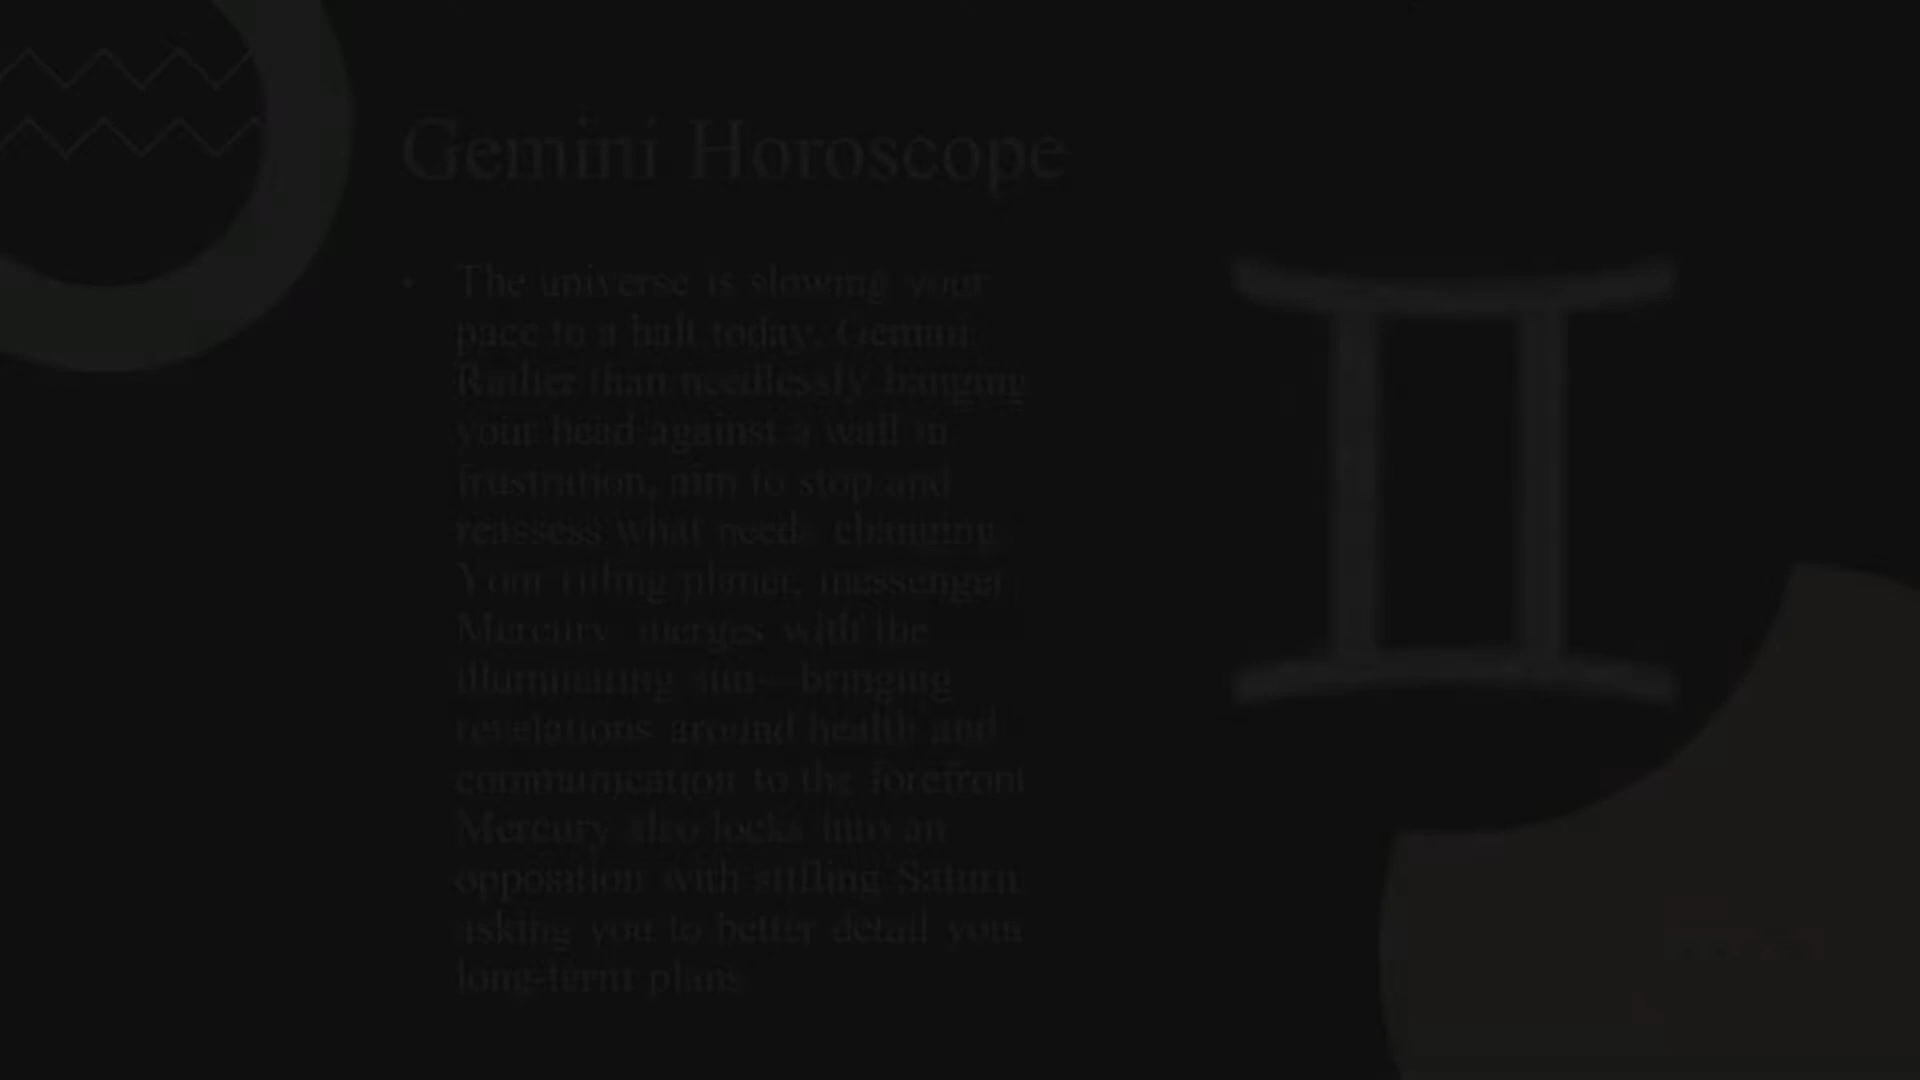 Gemini Horoscope
• The universe is slowing your
pace to a halt today, Gemini.
Rather than needlessly banging
your head against a wall in
frustration, aim to stop and
reassess what needs changing.
Your ruling planet, messenger
Mercury, merges with the
illuminating sun—bringing
revelations around health and
communication to the forefront.
Mercury also locks into an
opposition with stifling Saturn,
asking you to better detail your
long-term plans.